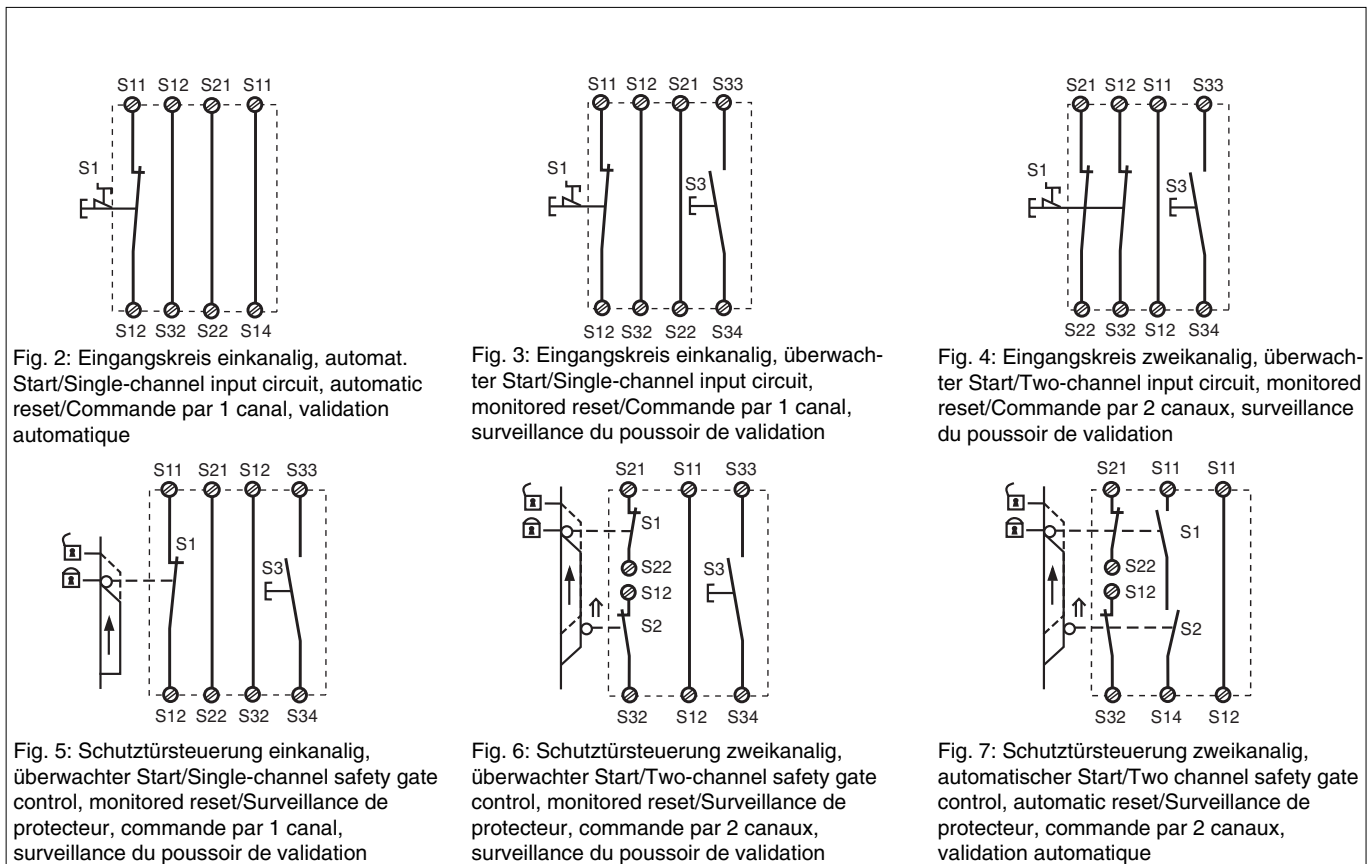 S11 S12 S21 S11
S1
S12 S32 S22 S14
Fig. 2: Eingangskreis einkanalig, automat.
Start/Single-channel input circuit, automatic
reset/Commande par 1 canal, validation
automatique
S11 S12 S21 S33
S1
S3
S12 S32 S22 S34
Fig. 3: Eingangskreis einkanalig, überwach-
ter Start/Single-channel input circuit,
monitored reset/Commande par 1 canal,
surveillance du poussoir de validation
S21 S12 S11 S33
S1
S3
S22 S32 S12 S34
Fig. 4: Eingangskreis zweikanalig, überwach-
ter Start/Two-channel input circuit, monitored
reset/Commande par 2 canaux, surveillance
du poussoir de validation
S11 S21 S12 S33
S1
S3
S12 S22 S32 S34
Fig. 5: Schutztürsteuerung einkanalig,
überwachter Start/Single-channel safety gate
control, monitored reset/Surveillance de
protecteur, commande par 1 canal,
surveillance du poussoir de validation
S21 S11 S33
S1
S22
S3
S12
S2
S32 S12 S34
Fig. 6: Schutztürsteuerung zweikanalig,
überwachter Start/Two-channel safety gate
control, monitored reset/Surveillance de
protecteur, commande par 2 canaux,
surveillance du poussoir de validation
S21 S11 S11
S1
S22
S12
S2
S32 S14 S12
Fig. 7: Schutztürsteuerung zweikanalig,
automatischer Start/Two channel safety gate
control, automatic reset/Surveillance de
protecteur, commande par 2 canaux,
validation automatique